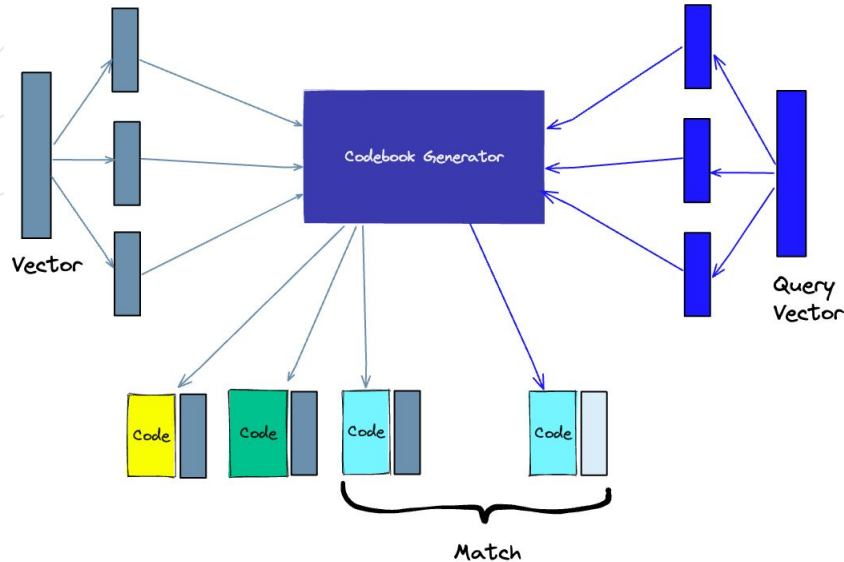 Codebook Generator
Vector
Query
Vector
Code
Code
Code
Code
Match